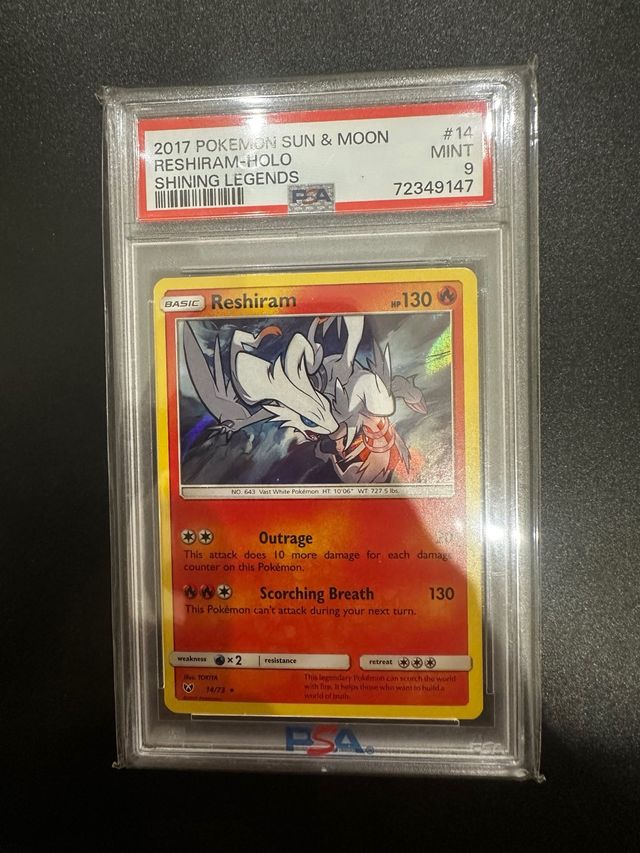 2017 POKEMON SUN & MOON #14
RESHIRAM-HOLO MINT
SHINING LEGENDS 9
PSA 72349147
BASIC Reshiram HP 130
NO. 643 Vast White Pokémon HT: 10'06" WT: 727.5 lbs.
Outrage 20
This attack does 10 more damage for each damage
counter on this Pokémon.
Scorching Breath 130
This Pokémon can't attack during your next turn.
weakness ×2 resistance retreat
Illus. TOKIYA
14/73 ★
This legendary Pokémon can scorch the world
with fire. It helps those who want to build a
world of truth.
PSA